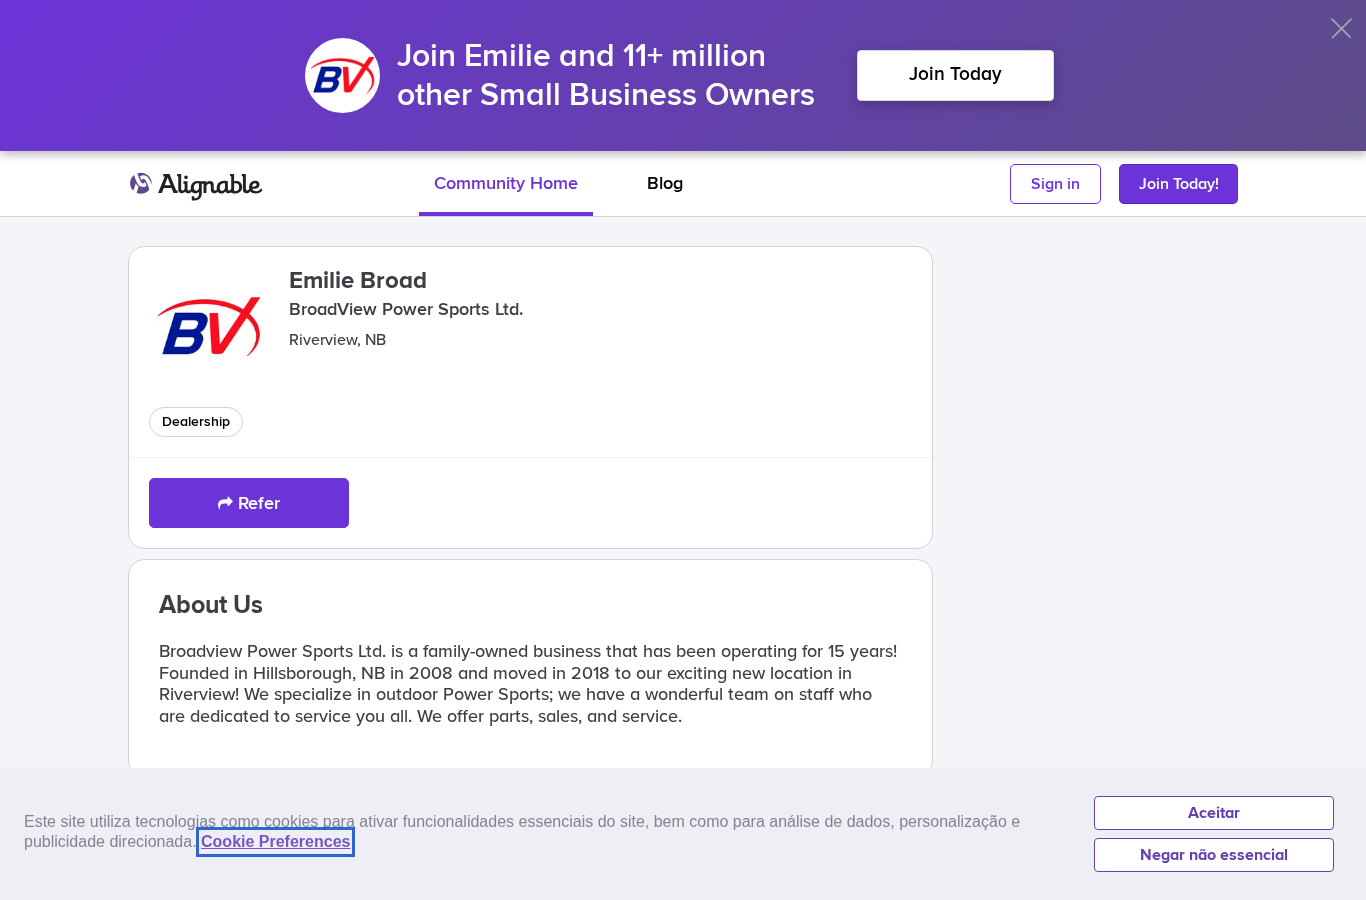 BV
Join Emilie and 11+ million
other Small Business Owners
Join Today
Alignable
Community Home
Blog
Sign in
Join Today!
BV
Emilie Broad
BroadView Power Sports Ltd.
Riverview, NB
Dealership
Refer
About Us
Broadview Power Sports Ltd. is a family-owned business that has been operating for 15 years!
Founded in Hillsborough, NB in 2008 and moved in 2018 to our exciting new location in
Riverview! We specialize in outdoor Power Sports; we have a wonderful team on staff who
are dedicated to service you all. We offer parts, sales, and service.
Este site utiliza tecnologias como cookies para ativar funcionalidades essenciais do site, bem como para análise de dados, personalização e
publicidade direcionada. Cookie Preferences
Aceitar
Negar não essencial